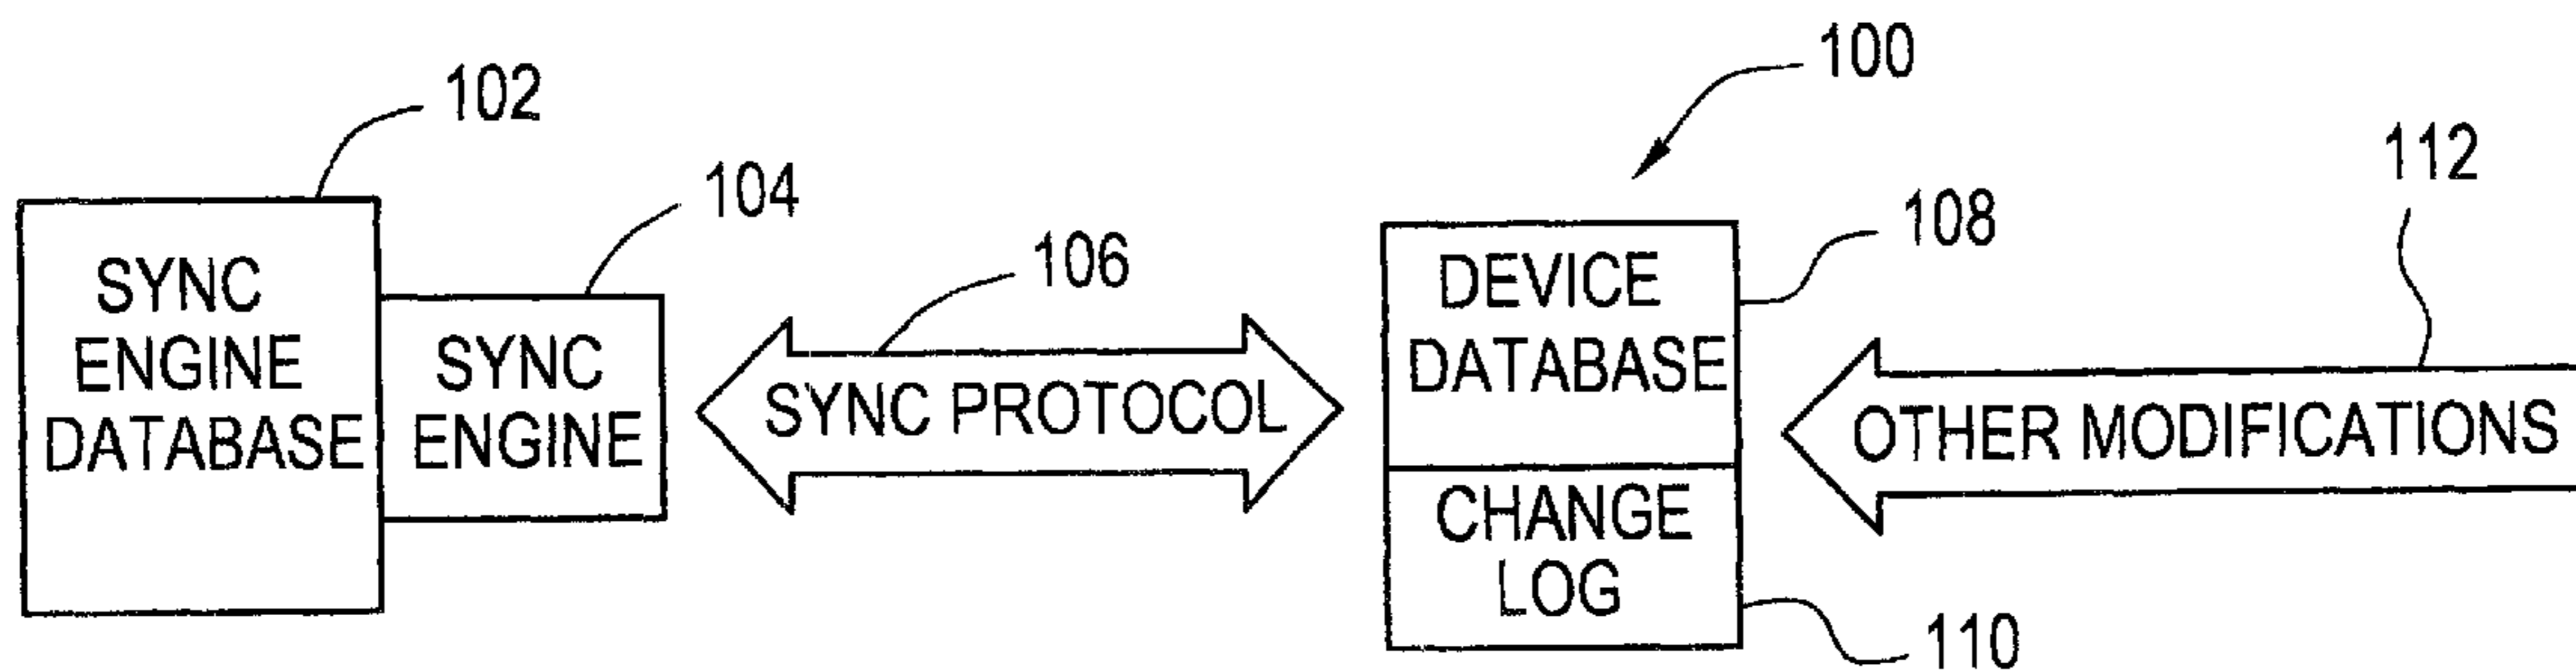 100
102
112
104
108
106
SYNC
ENGINE
DATABASE
SYNC
ENGINE
SYNC PROTOCOL
DEVICE
DATABASE
CHANGE
LOG
OTHER MODIFICATIONS
110